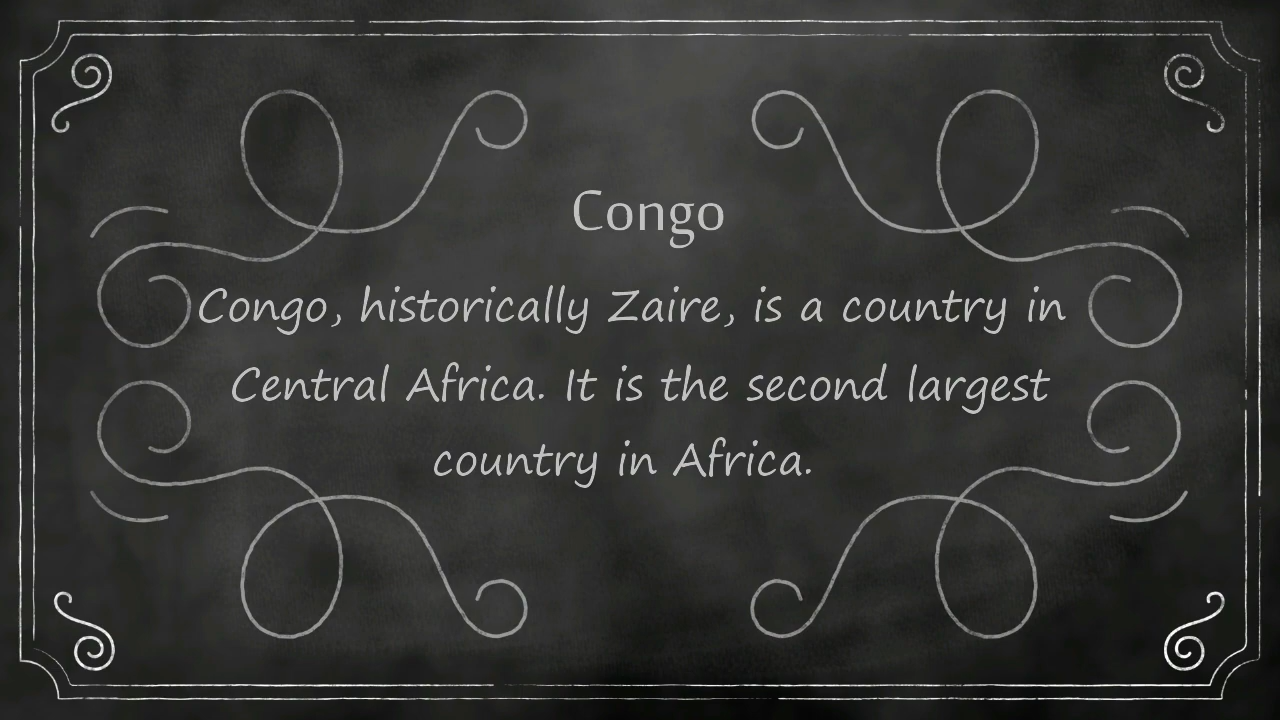 Congo
Congo, historically Zaire, is a country in
Central Africa. It is the second largest
country in Africa.